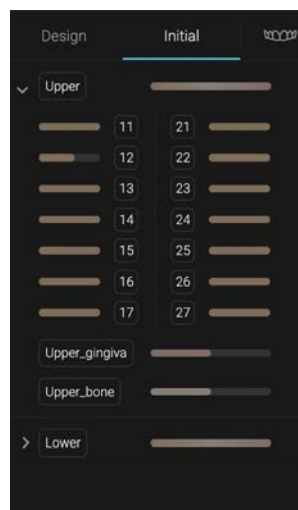 Design Initial
Upper
11 21
12 22
13 23
14 24
15 25
16 26
17 27
Upper_gingiva
Upper_bone
Lower